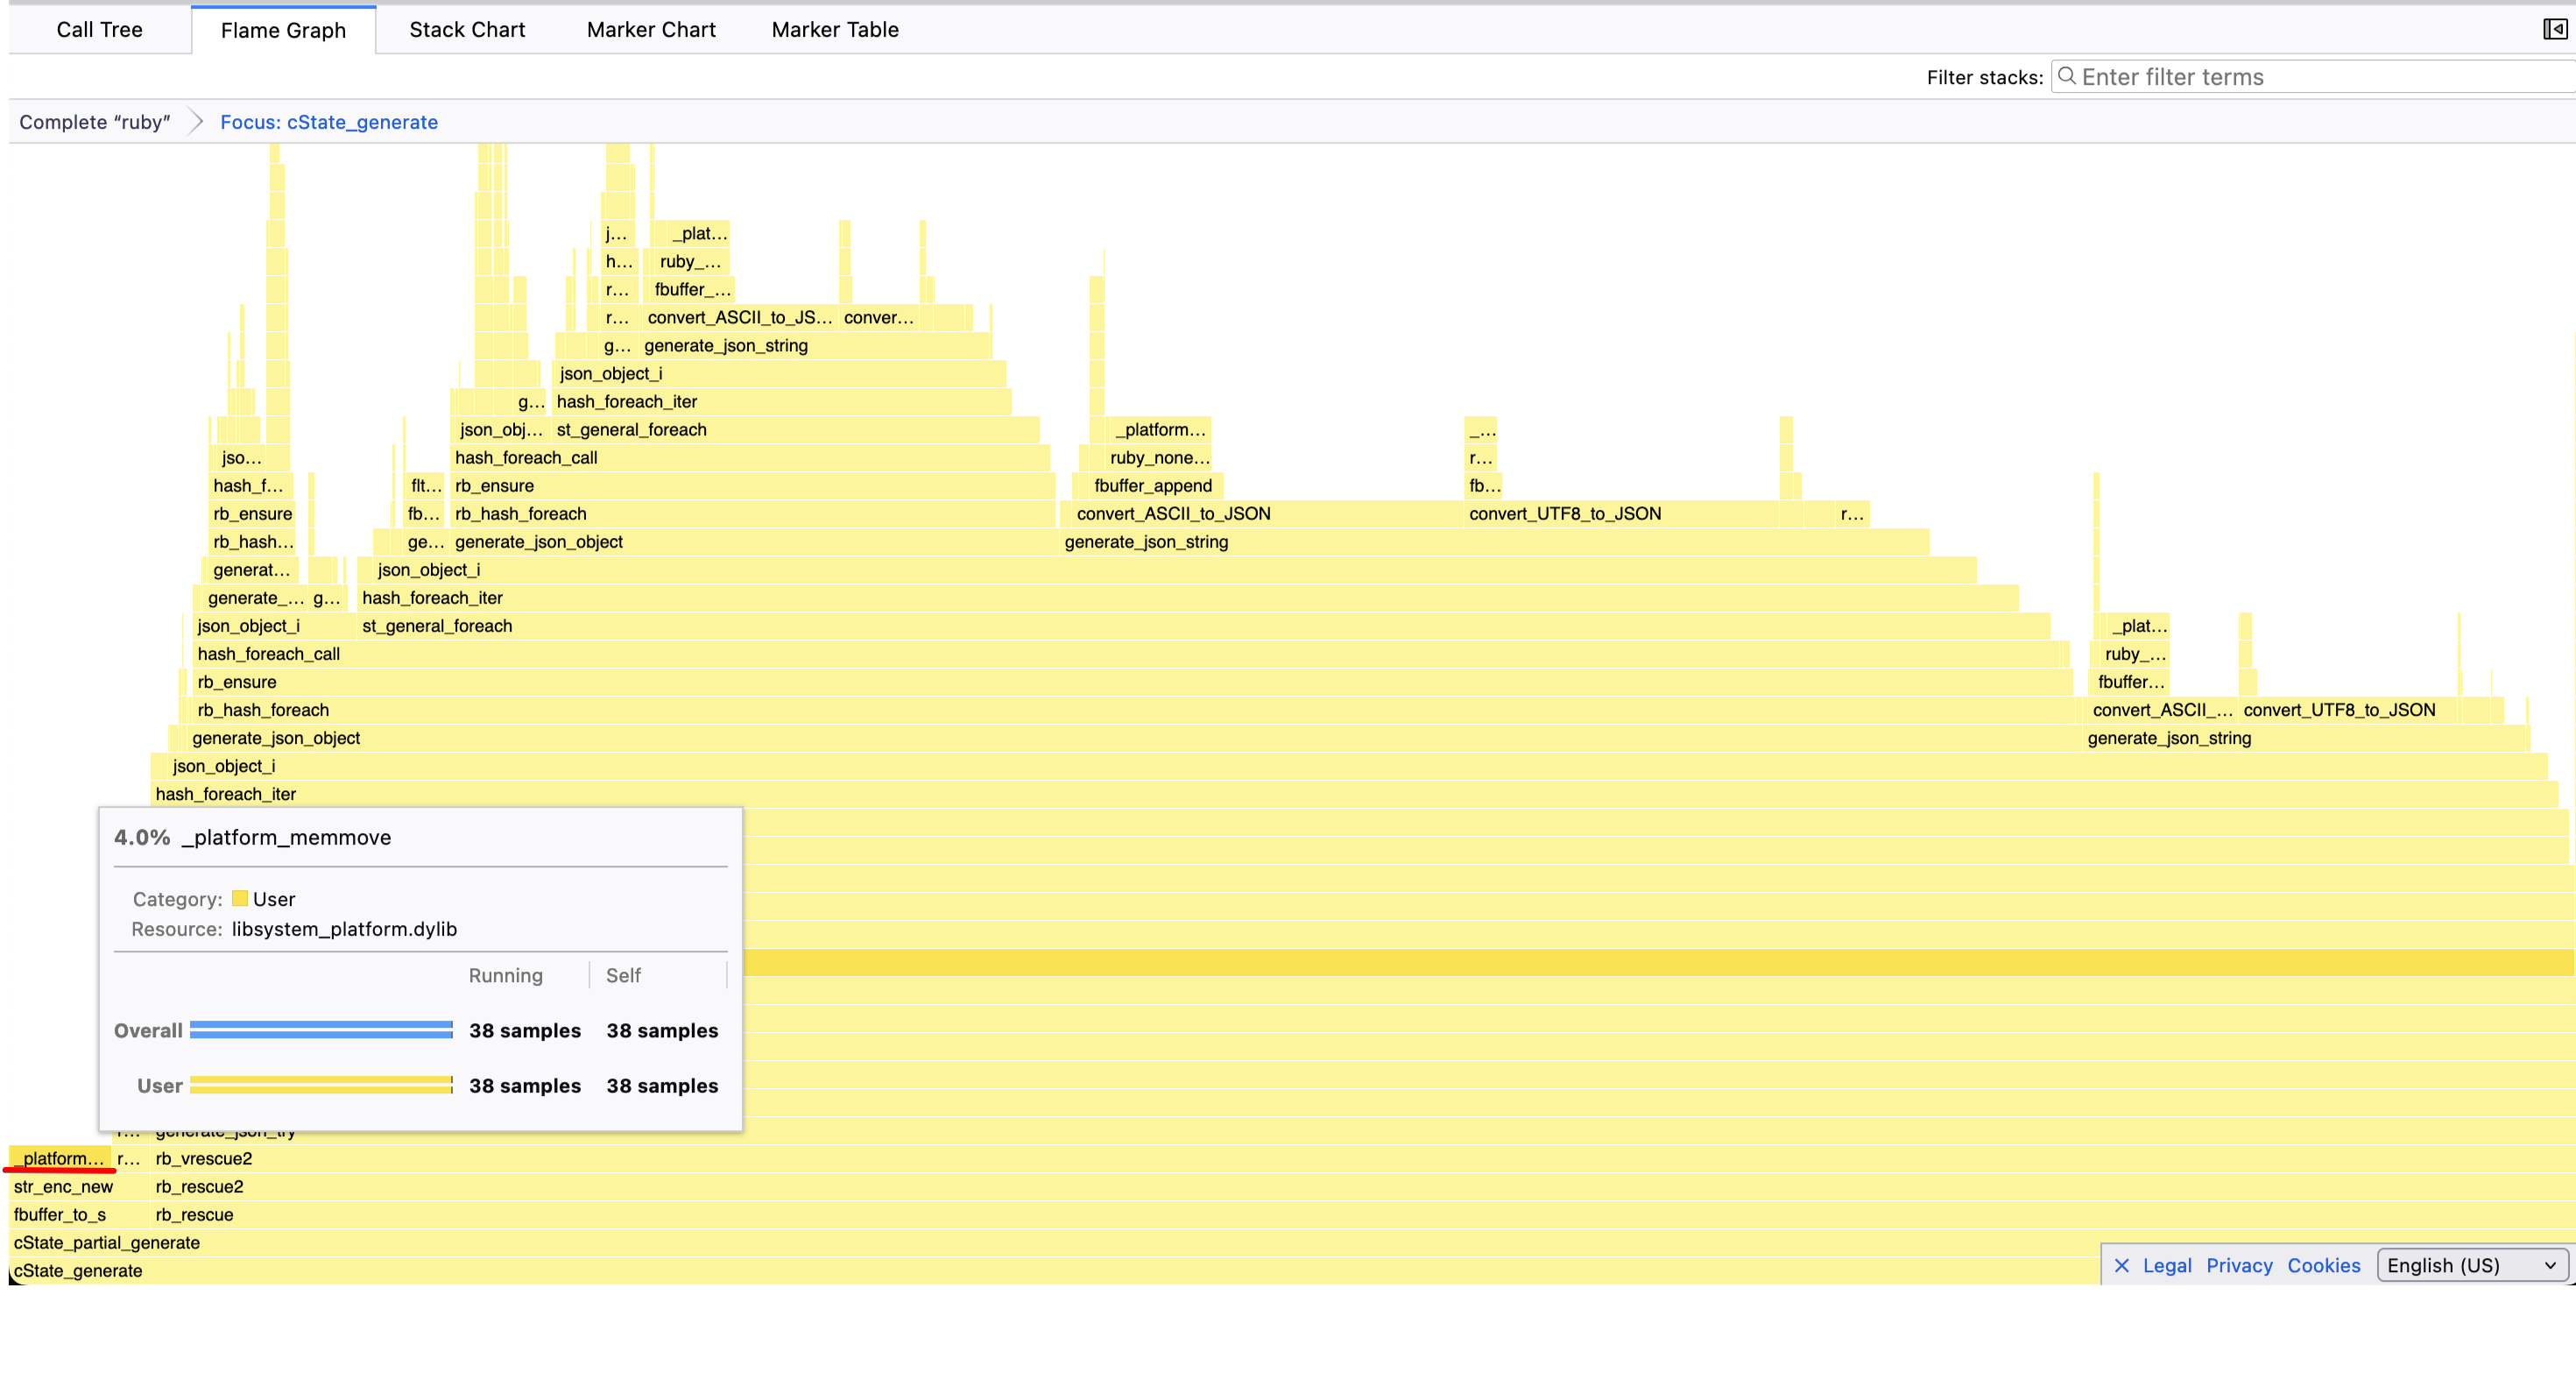 Call Tree Flame Graph Stack Chart Marker Chart Marker Table
Filter stacks: Enter filter terms
Complete “ruby” Focus: cState_generate
j... _plat...
h... ruby_...
r... fbuffer_...
r... convert_ASCII_to_JS... conver...
g... generate_json_string
json_object_i
g... hash_foreach_iter
json_obj... st_general_foreach _platform... _...
jso... hash_foreach_call ruby_none... r...
hash_f... flt... rb_ensure fbuffer_append fb...
rb_ensure fb... rb_hash_foreach convert_ASCII_to_JSON convert_UTF8_to_JSON r...
rb_hash... ge... generate_json_object generate_json_string
generat... json_object_i
generate_... g... hash_foreach_iter
json_object_i st_general_foreach _plat...
hash_foreach_call ruby_...
rb_ensure fbuffer...
rb_hash_foreach convert_ASCII_... convert_UTF8_to_JSON
generate_json_object generate_json_string
json_object_i
hash_foreach_iter
4.0% _platform_memmove
Category: User
Resource: libsystem_platform.dylib
Running Self
Overall 38 samples 38 samples
User 38 samples 38 samples
r... generate_json_try
_platform... r... rb_vrescue2
str_enc_new rb_rescue2
fbuffer_to_s rb_rescue
cState_partial_generate
cState_generate
Legal Privacy Cookies English (US)